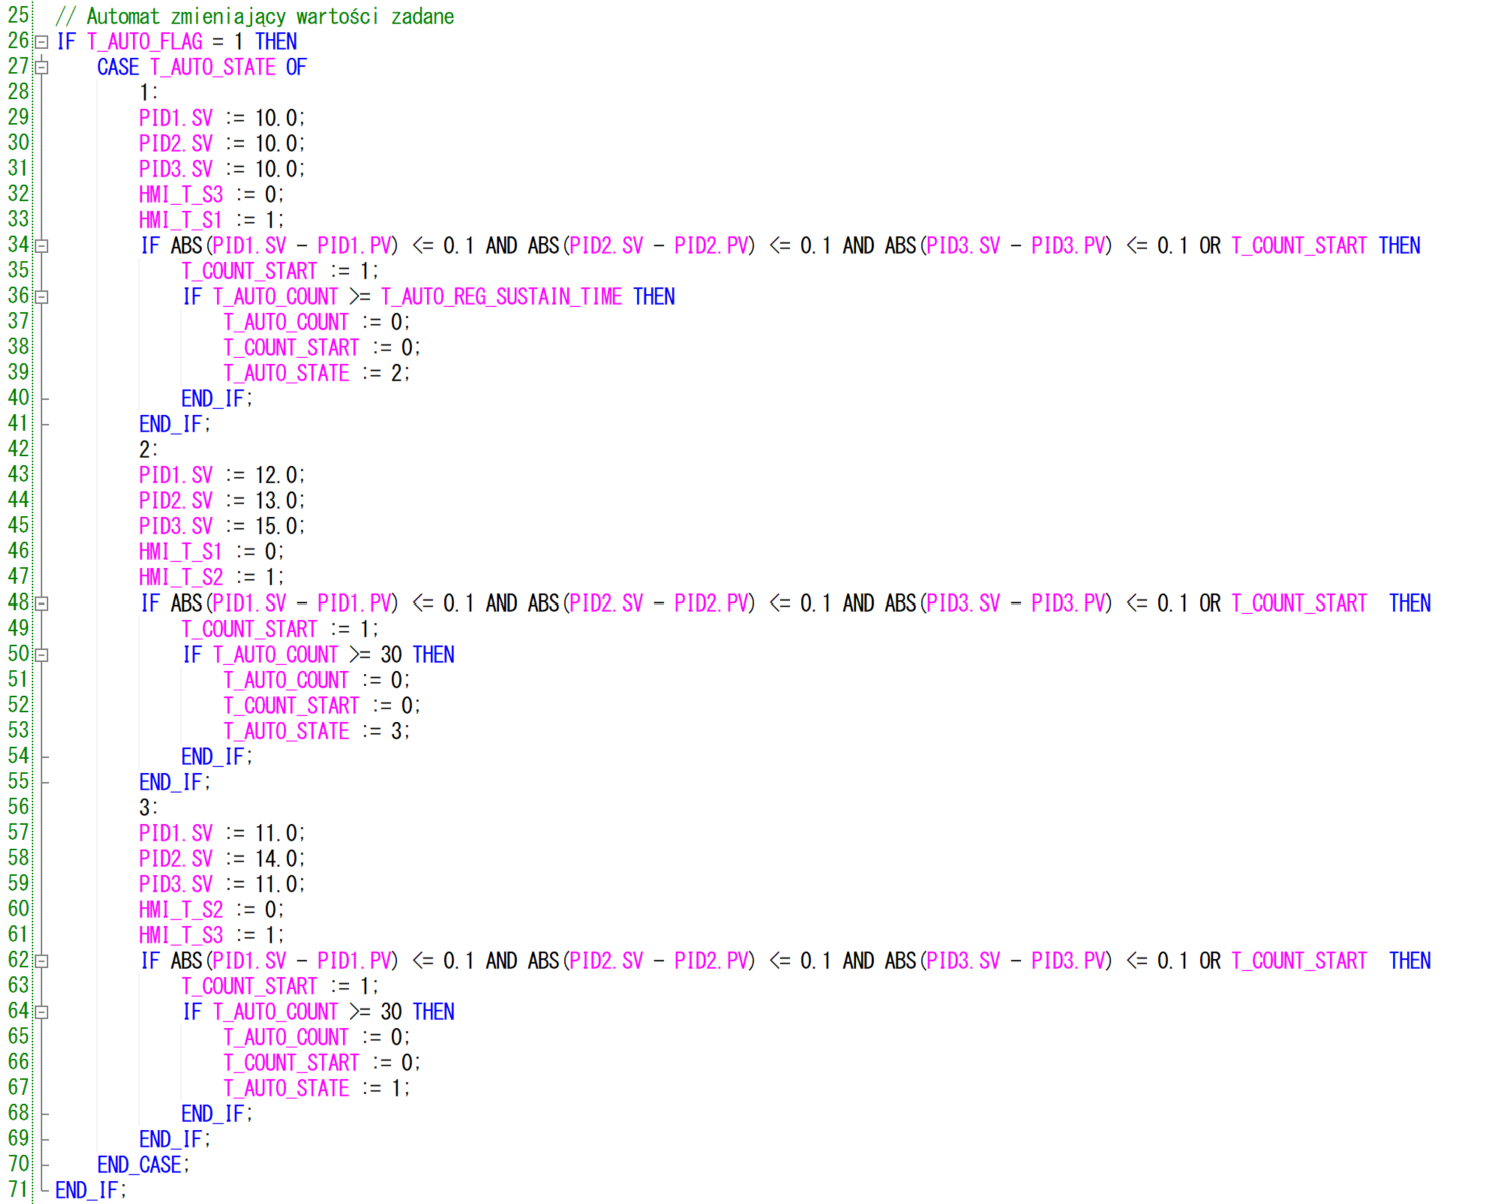 25 // Automat zmieniający wartości zadane
26 IF T_AUTO_FLAG = 1 THEN
27 CASE T_AUTO_STATE OF
28 1:
29 PID1.SV := 10.0;
30 PID2.SV := 10.0;
31 PID3.SV := 10.0;
32 HMI_T_S3 := 0;
33 HMI_T_S1 := 1;
34 IF ABS(PID1.SV - PID1.PV) <= 0.1 AND ABS(PID2.SV - PID2.PV) <= 0.1 AND ABS(PID3.SV - PID3.PV) <= 0.1 OR T_COUNT_START THEN
35 T_COUNT_START := 1;
36 IF T_AUTO_COUNT >= T_AUTO_REG_SUSTAIN_TIME THEN
37 T_AUTO_COUNT := 0;
38 T_COUNT_START := 0;
39 T_AUTO_STATE := 2;
40 END_IF;
41 END_IF;
42 2:
43 PID1.SV := 12.0;
44 PID2.SV := 13.0;
45 PID3.SV := 15.0;
46 HMI_T_S1 := 0;
47 HMI_T_S2 := 1;
48 IF ABS(PID1.SV - PID1.PV) <= 0.1 AND ABS(PID2.SV - PID2.PV) <= 0.1 AND ABS(PID3.SV - PID3.PV) <= 0.1 OR T_COUNT_START  THEN
49 T_COUNT_START := 1;
50 IF T_AUTO_COUNT >= 30 THEN
51 T_AUTO_COUNT := 0;
52 T_COUNT_START := 0;
53 T_AUTO_STATE := 3;
54 END_IF;
55 END_IF;
56 3:
57 PID1.SV := 11.0;
58 PID2.SV := 14.0;
59 PID3.SV := 11.0;
60 HMI_T_S2 := 0;
61 HMI_T_S3 := 1;
62 IF ABS(PID1.SV - PID1.PV) <= 0.1 AND ABS(PID2.SV - PID2.PV) <= 0.1 AND ABS(PID3.SV - PID3.PV) <= 0.1 OR T_COUNT_START  THEN
63 T_COUNT_START := 1;
64 IF T_AUTO_COUNT >= 30 THEN
65 T_AUTO_COUNT := 0;
66 T_COUNT_START := 0;
67 T_AUTO_STATE := 1;
68 END_IF;
69 END_IF;
70 END_CASE;
71 END_IF;